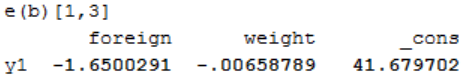 e(b)[1,3]
foreign weight _cons
y1 -1.6500291 -.00658789 41.679702